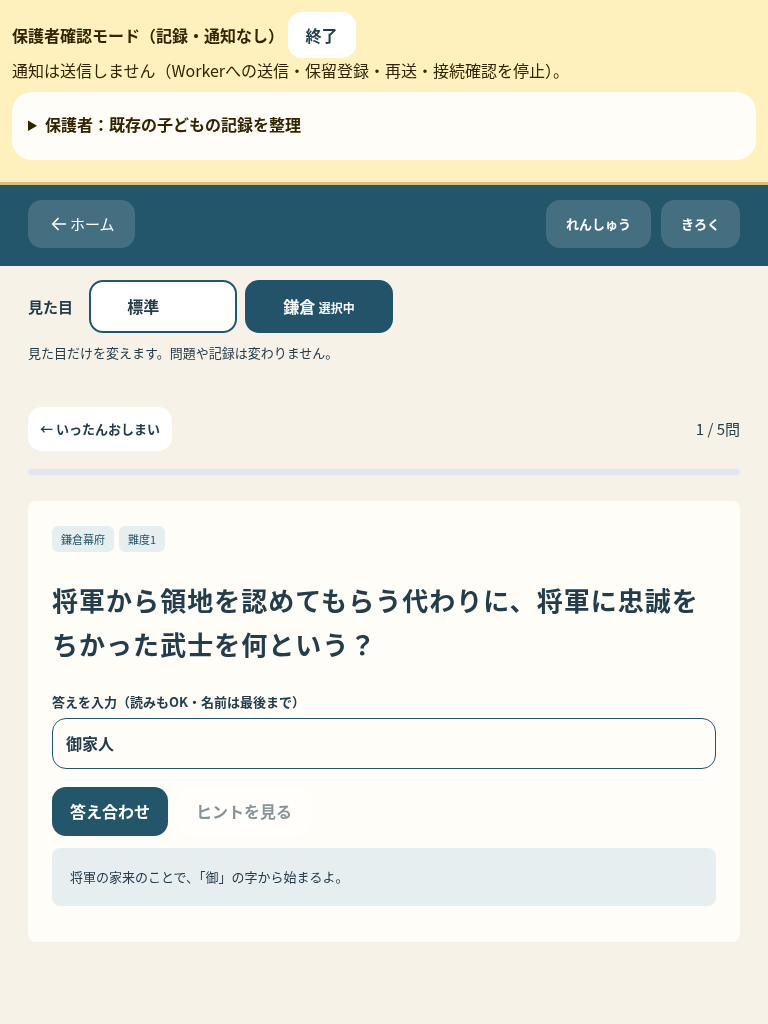 保護者確認モード（記録・通知なし） 終了
通知は送信しません（Workerへの送信・保留登録・再送・接続確認を停止）。
▶ 保護者：既存の子どもの記録を整理
← ホーム れんしゅう きろく
見た目 標準 鎌倉 選択中
見た目だけを変えます。問題や記録は変わりません。
← いったんおしまい 1 / 5問
鎌倉幕府 難度1
将軍から領地を認めてもらう代わりに、将軍に忠誠を
ちかった武士を何という？
答えを入力（読みもOK・名前は最後まで）
御家人
答え合わせ ヒントを見る
将軍の家来のことで、「御」の字から始まるよ。